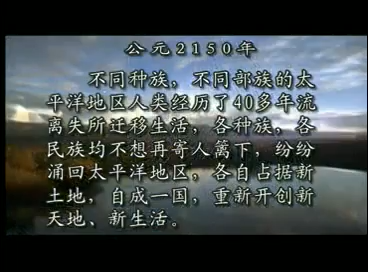 公元2150年
不同种族，不同部族的太
平洋地区人类经历了40多年流
离失所迁移生活，各种族，各
民族均不想再寄人篱下，纷纷
涌回太平洋地区，各自占据新
土地，自成一国，重新开创新
天地、新生活。